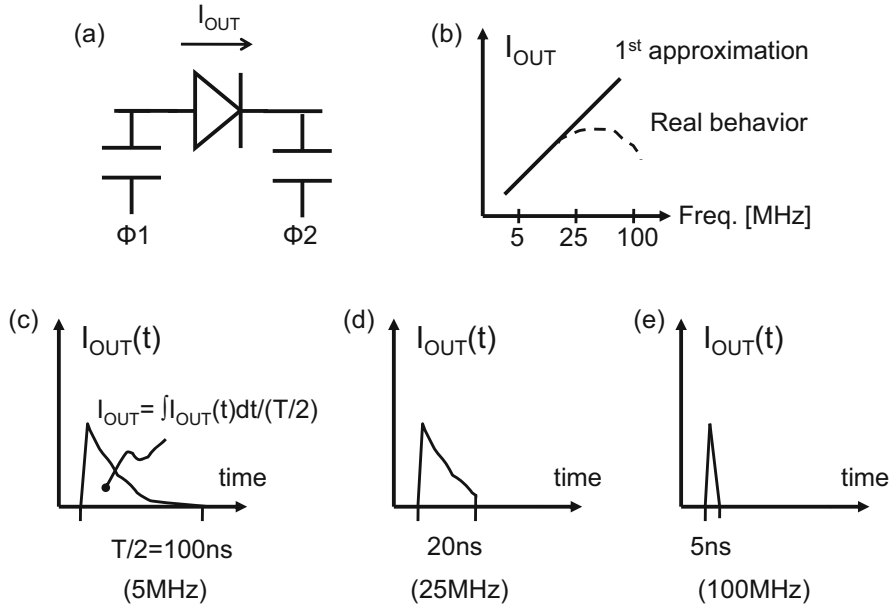 (a)
I_OUT
Φ1
Φ2
(b)
I_OUT
1st approximation
Real behavior
5
25
100
Freq. [MHz]
(c)
I_OUT(t)
I_OUT= ∫I_OUT(t)dt/(T/2)
time
T/2=100ns
(5MHz)
(d)
I_OUT(t)
time
20ns
(25MHz)
(e)
I_OUT(t)
time
5ns
(100MHz)